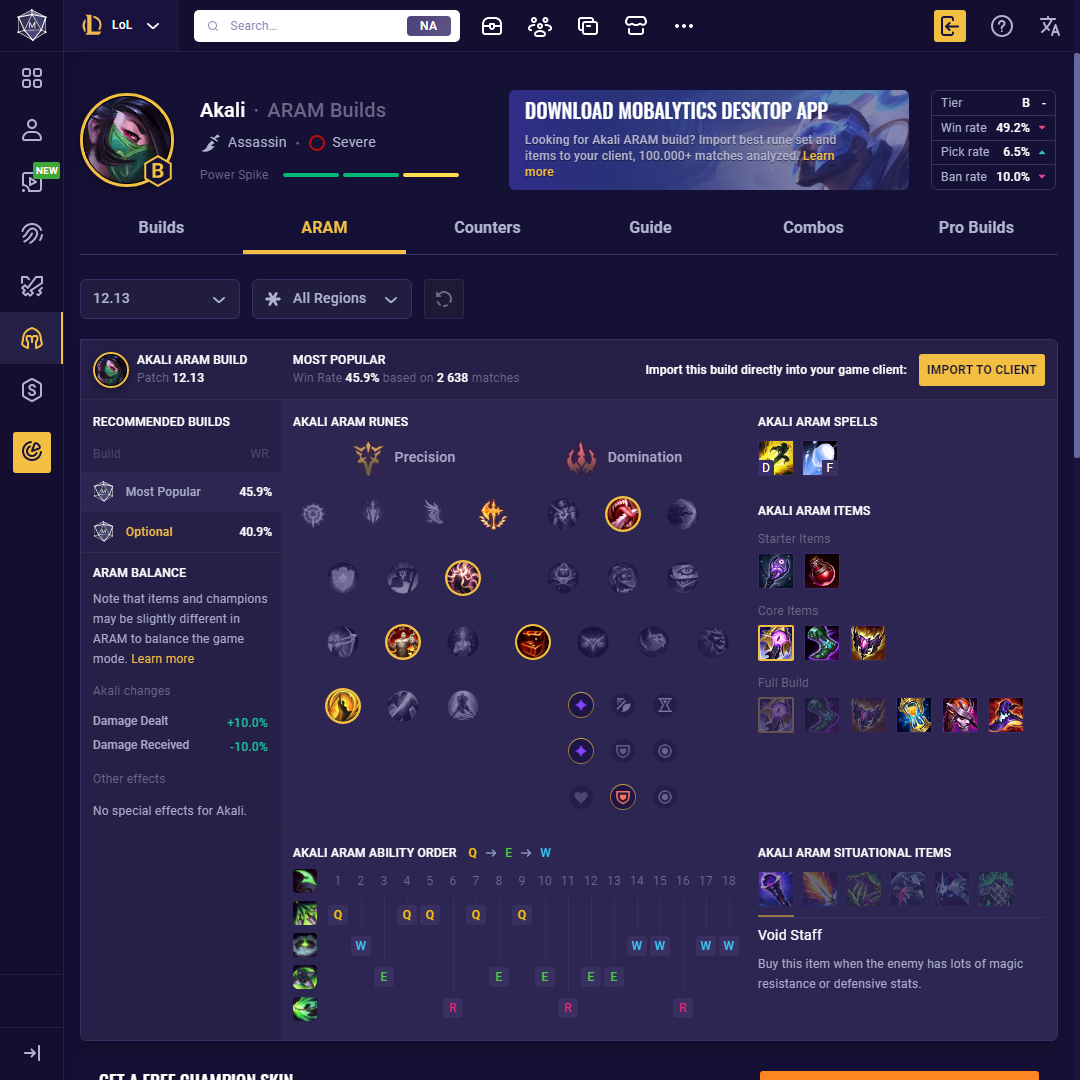 LoL
Search...
NA
NEW
Akali · ARAM Builds
Assassin · Severe
Power Spike
B
DOWNLOAD MOBALYTICS DESKTOP APP
Looking for Akali ARAM build? Import best rune set and
items to your client, 100.000+ matches analyzed. Learn
more
Tier B -
Win rate 49.2%
Pick rate 6.5%
Ban rate 10.0%
Builds
ARAM
Counters
Guide
Combos
Pro Builds
12.13
All Regions
AKALI ARAM BUILD
Patch 12.13
MOST POPULAR
Win Rate 45.9% based on 2 638 matches
Import this build directly into your game client:
IMPORT TO CLIENT
RECOMMENDED BUILDS
Build WR
Most Popular 45.9%
Optional 40.9%
ARAM BALANCE
Note that items and champions
may be slightly different in
ARAM to balance the game
mode. Learn more
Akali changes
Damage Dealt +10.0%
Damage Received -10.0%
Other effects
No special effects for Akali.
AKALI ARAM RUNES
Precision
Domination
AKALI ARAM SPELLS
D F
AKALI ARAM ITEMS
Starter Items
Core Items
Full Build
AKALI ARAM ABILITY ORDER Q → E → W
1 2 3 4 5 6 7 8 9 10 11 12 13 14 15 16 17 18
Q Q Q Q Q
W W W W W
E E E E E
R R R
AKALI ARAM SITUATIONAL ITEMS
Void Staff
Buy this item when the enemy has lots of magic
resistance or defensive stats.
GET A FREE CHAMPION SKIN